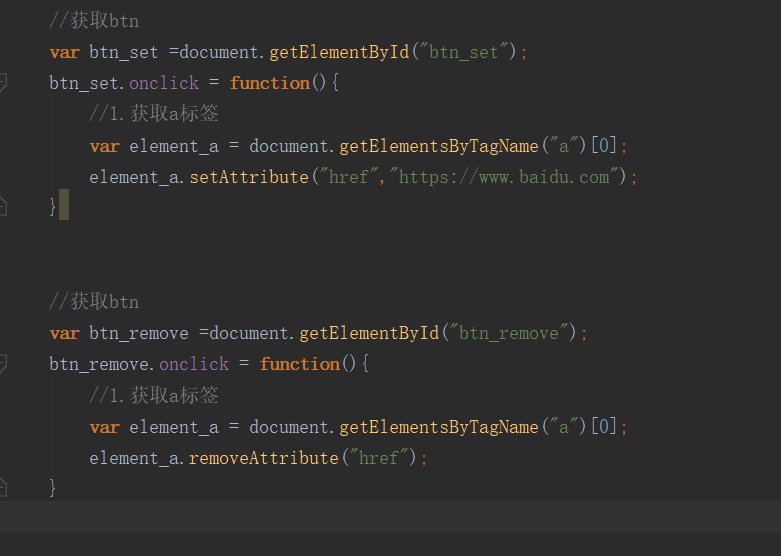 //获取btn
var btn_set =document.getElementById("btn_set");
btn_set.onclick = function(){
//1.获取a标签
var element_a = document.getElementsByTagName("a")[0];
element_a.setAttribute("href","https://www.baidu.com");
}
//获取btn
var btn_remove =document.getElementById("btn_remove");
btn_remove.onclick = function(){
//1.获取a标签
var element_a = document.getElementsByTagName("a")[0];
element_a.removeAttribute("href");
}